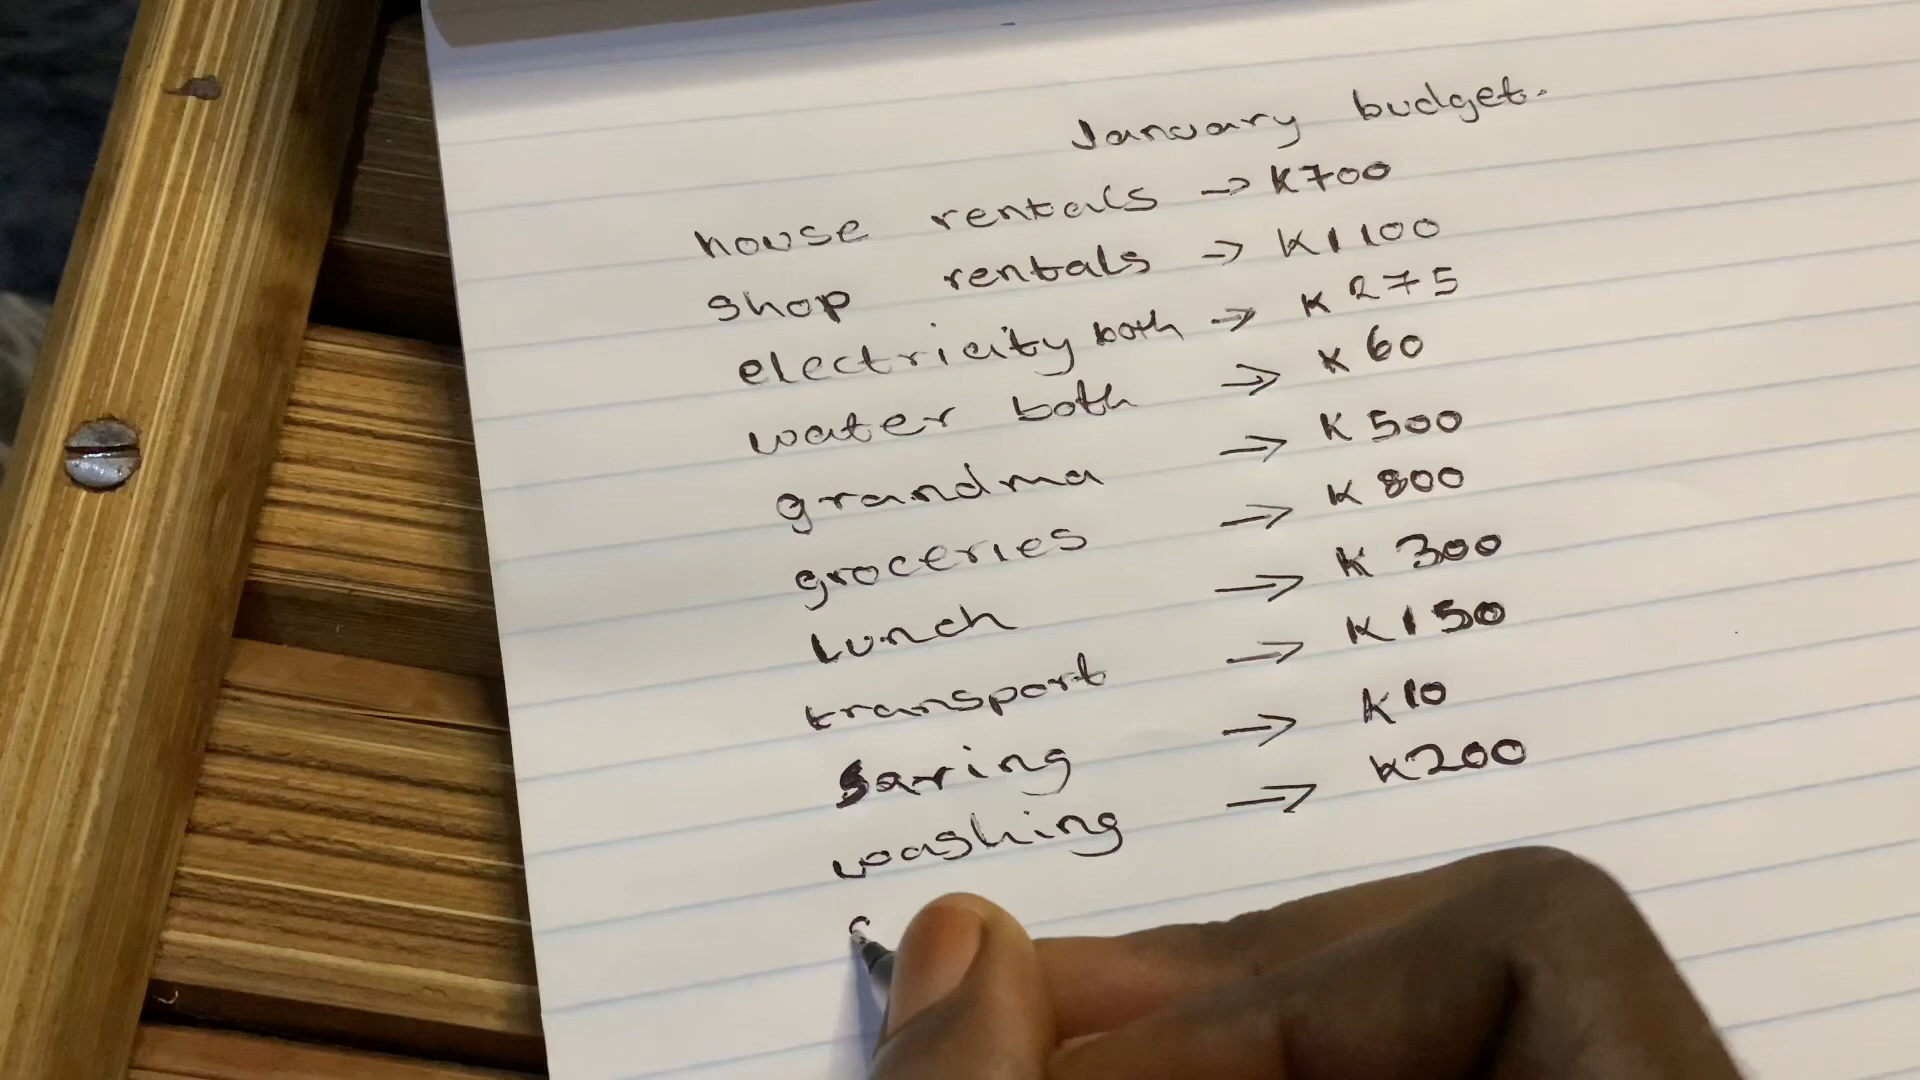 January budget.
house rentals → K700
shop rentals → K1100
electricity both → K275
water both → K60
grandma → K500
groceries → K800
Lunch → K300
transport → K150
saring → K10
washing → K200